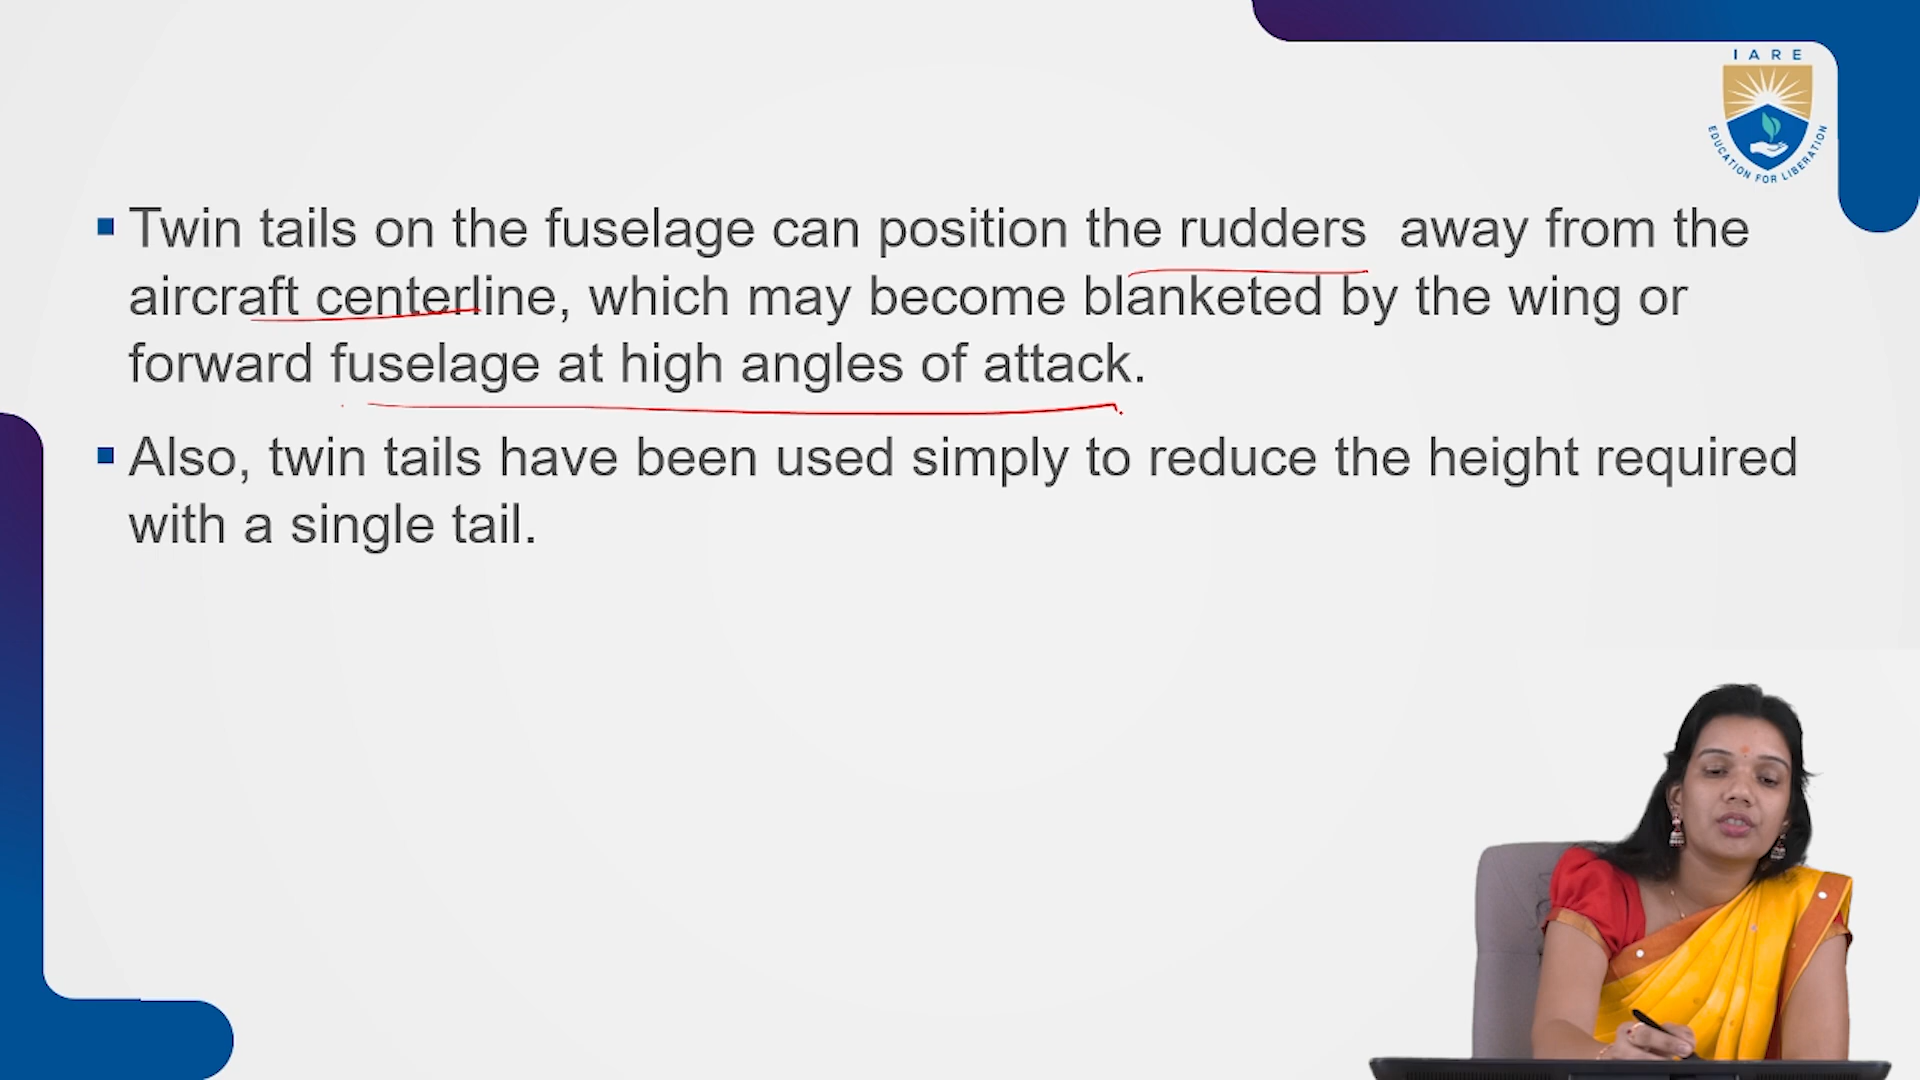 IARE
EDUCATION FOR LIBERATION
Twin tails on the fuselage can position the rudders away from the
aircraft centerline, which may become blanketed by the wing or
forward fuselage at high angles of attack.
Also, twin tails have been used simply to reduce the height required
with a single tail.